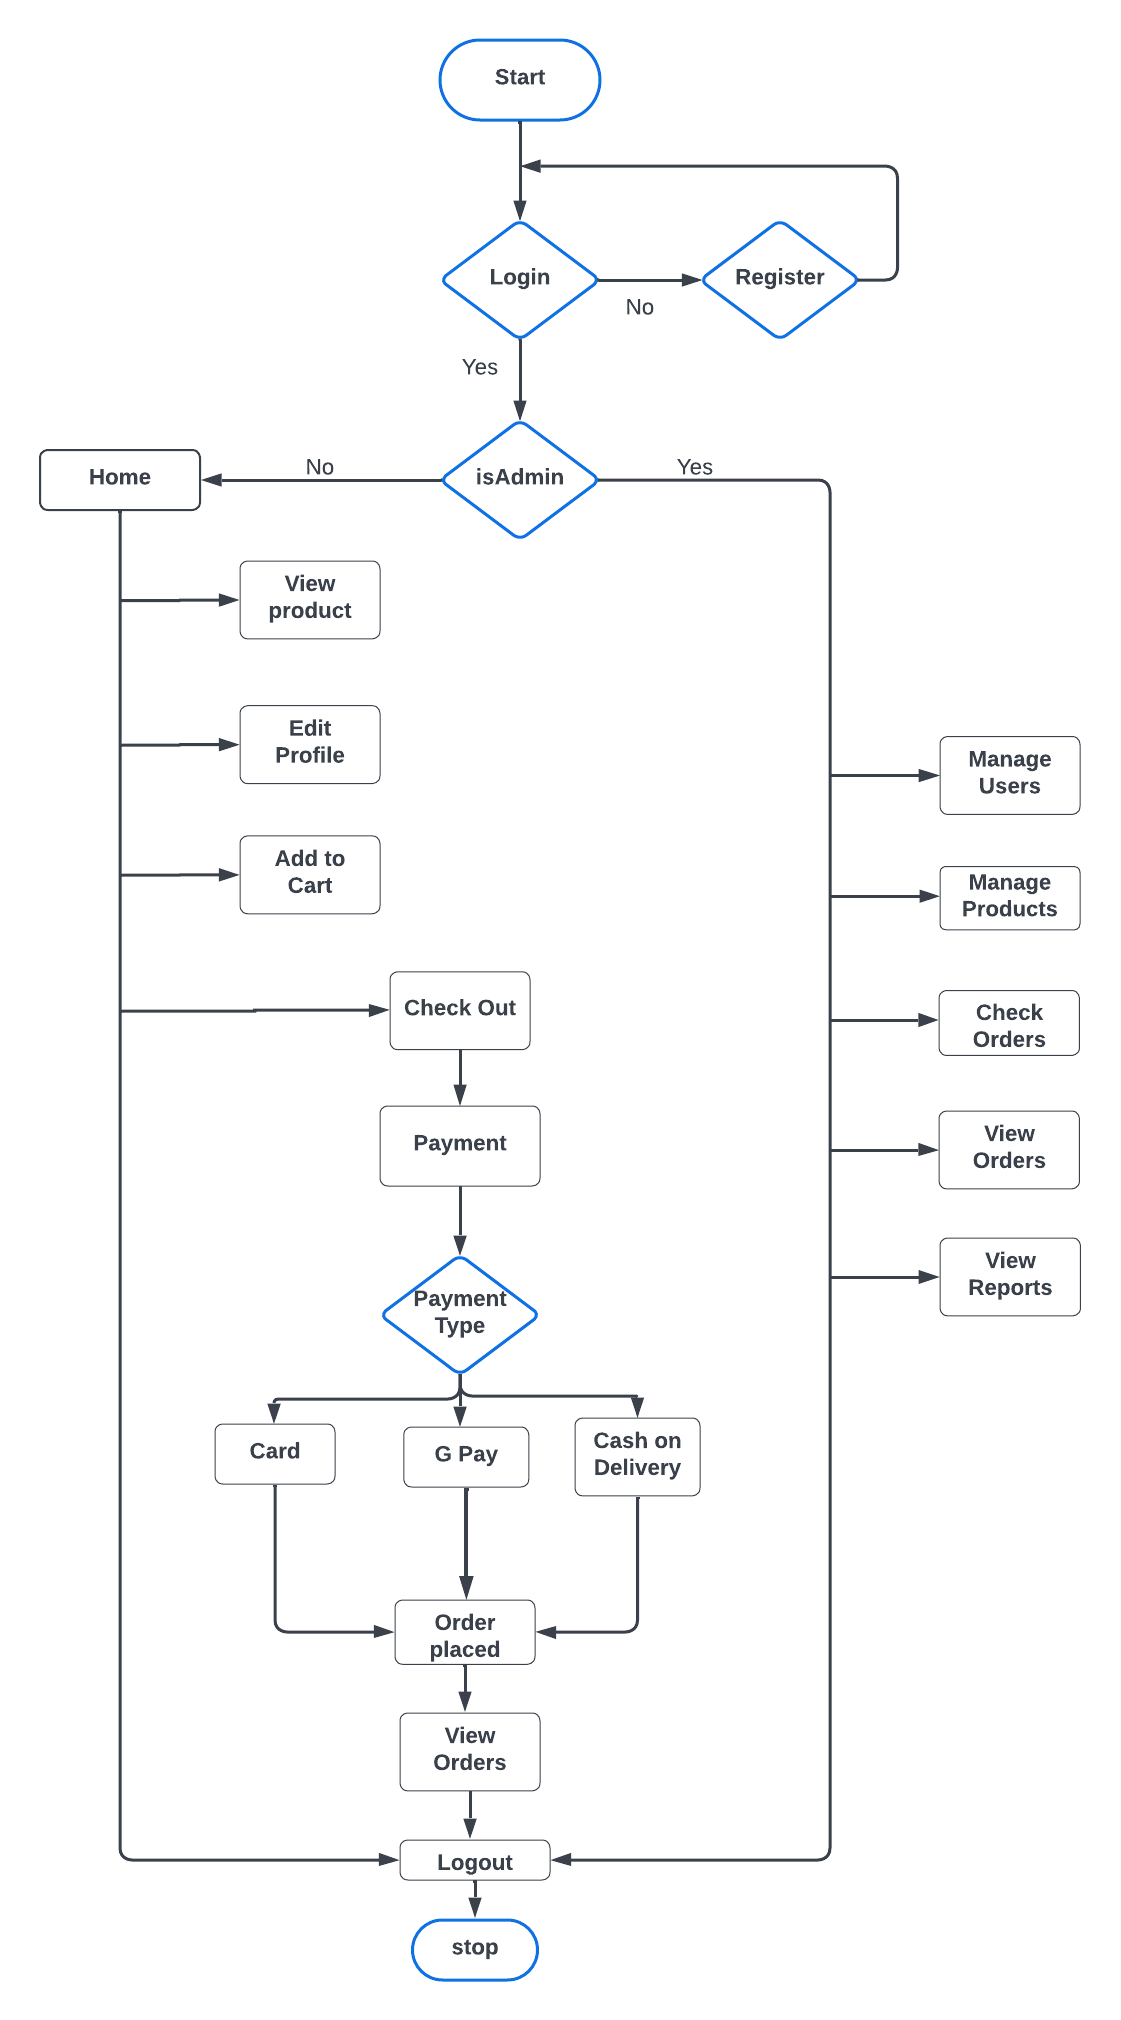 Start
Login
Register
No
Yes
Home
No
isAdmin
Yes
View
product
Edit
Profile
Add to
Cart
Manage
Users
Manage
Products
Check Out
Check
Orders
Payment
View
Orders
View
Reports
Payment
Type
Card
G Pay
Cash on
Delivery
Order
placed
View
Orders
Logout
stop